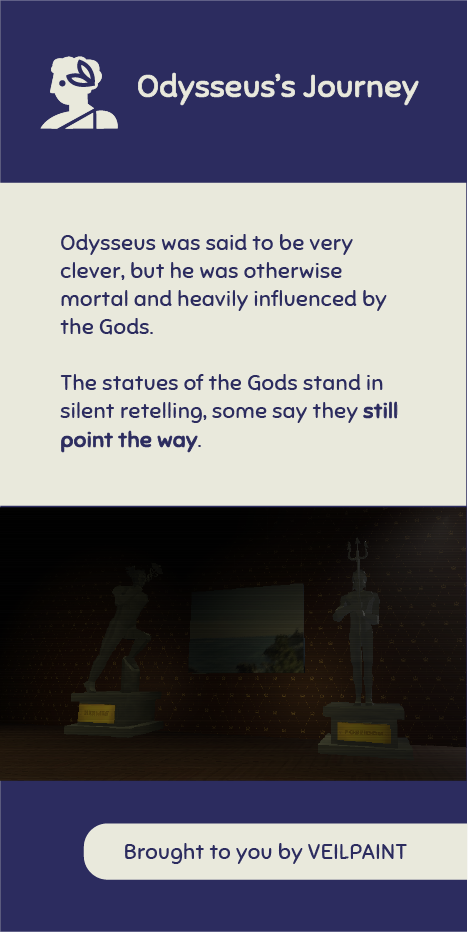 Odysseus’s Journey
Odysseus was said to be very
clever, but he was otherwise
mortal and heavily influenced by
the Gods.
The statues of the Gods stand in
silent retelling, some say they still
point the way.
Brought to you by VEILPAINT